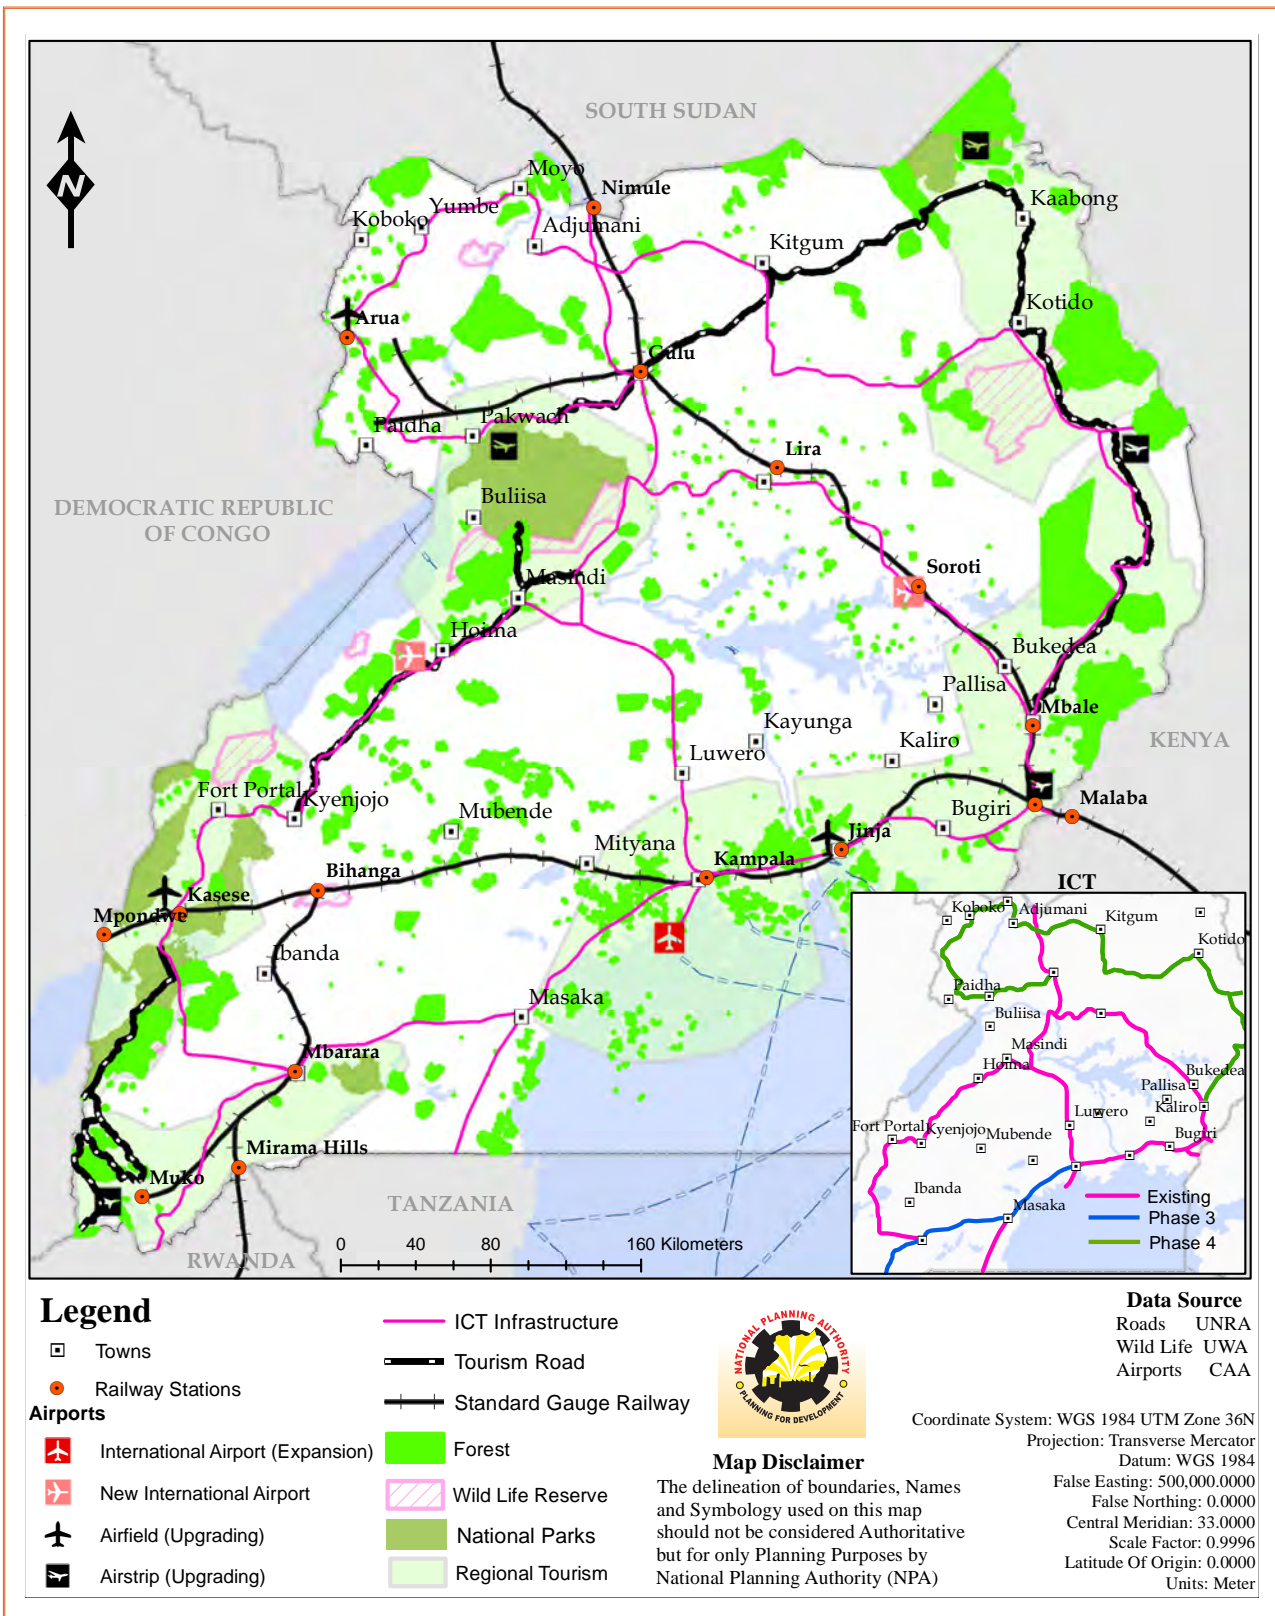 SOUTH SUDAN
N
Moyo
Nimule
Yumbe
Koboko
Adjumani
Kaabong
Kitgum
Kotido
Arua
Gulu
Pakwach
Paidha
Lira
DEMOCRATIC REPUBLIC
OF CONGO
Buliisa
Soroti
Masindi
Hoima
Bukedea
Pallisa
Mbale
Kayunga
KENYA
Kaliro
Luwero
Fort Portal
Kyenjojo
Mubende
Malaba
Bugiri
Jinja
Mityana
Kampala
Bihanga
Kasese
Mpondwe
Ibanda
Masaka
Mbarara
Mirama Hills
Muko
TANZANIA
RWANDA
0 40 80 160 Kilometers
ICT
Koboko
Adjumani
Kitgum
Kotido
Paidha
Buliisa
Masindi
Hoima
Bukedea
Pallisa
Luwero
Kaliro
Fort Portal
Kyenjojo
Mubende
Bugiri
Ibanda
Masaka
Existing
Phase 3
Phase 4
Legend
Towns
Railway Stations
Airports
International Airport (Expansion)
New International Airport
Airfield (Upgrading)
Airstrip (Upgrading)
ICT Infrastructure
Tourism Road
Standard Gauge Railway
Forest
Wild Life Reserve
National Parks
Regional Tourism
NATIONAL PLANNING AUTHORITY
PLANNING FOR DEVELOPMENT
Map Disclaimer
The delineation of boundaries, Names
and Symbology used on this map
should not be considered Authoritative
but for only Planning Purposes by
National Planning Authority (NPA)
Data Source
Roads UNRA
Wild Life UWA
Airports CAA
Coordinate System: WGS 1984 UTM Zone 36N
Projection: Transverse Mercator
Datum: WGS 1984
False Easting: 500,000.0000
False Northing: 0.0000
Central Meridian: 33.0000
Scale Factor: 0.9996
Latitude Of Origin: 0.0000
Units: Meter